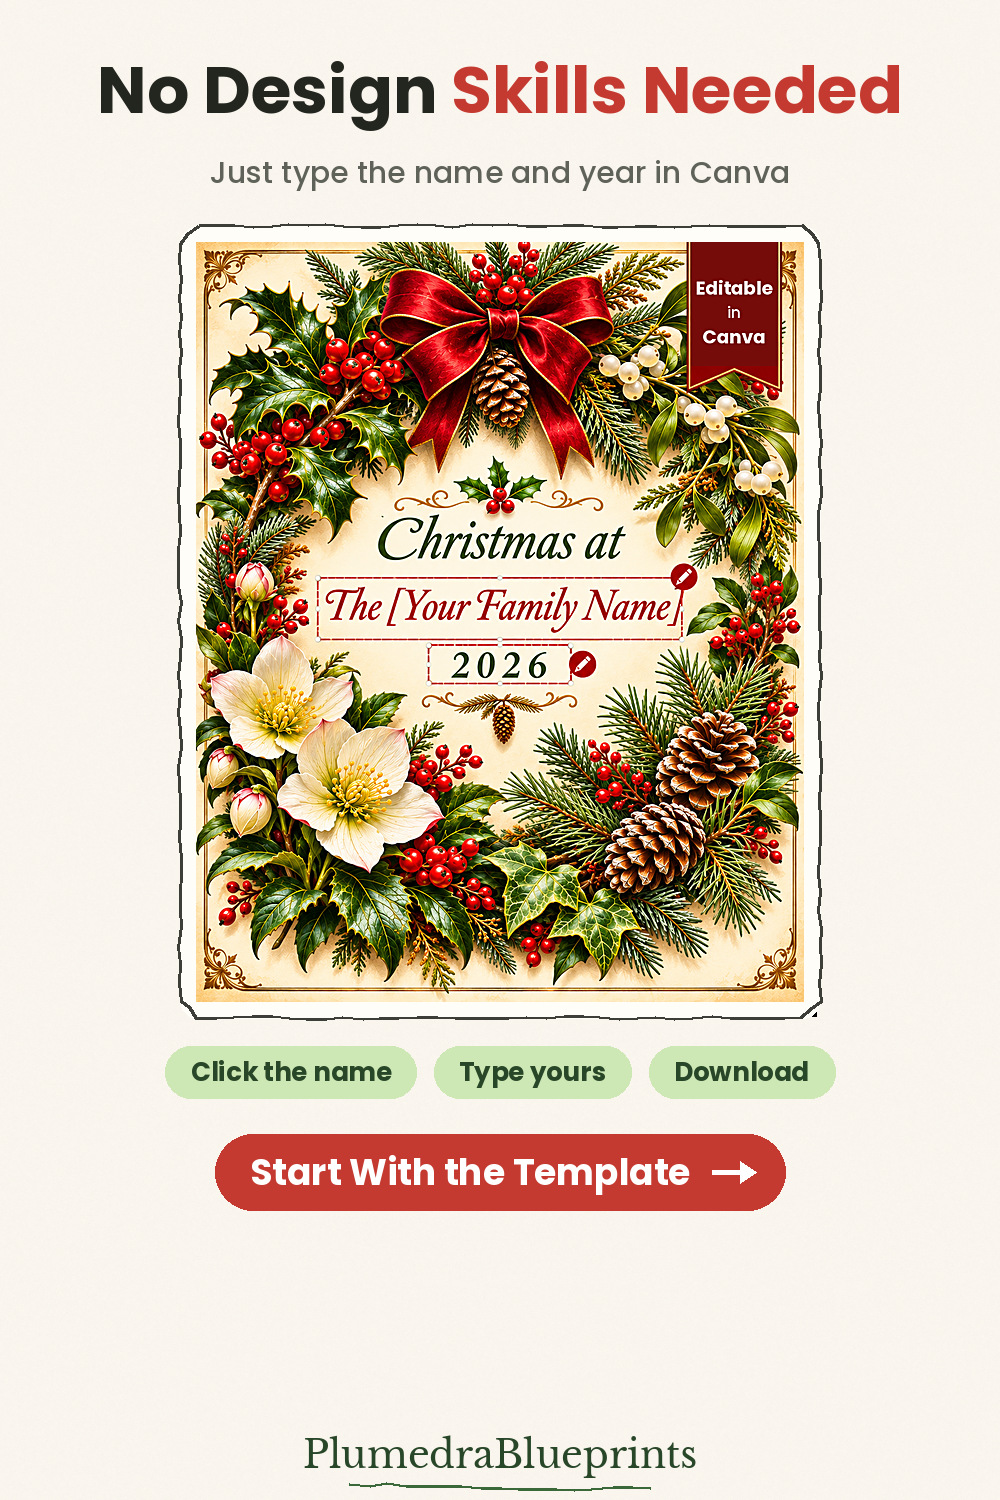 No Design Skills Needed
Just type the name and year in Canva
Editable
in
Canva
Christmas at
The [Your Family Name]
2026
Click the name
Type yours
Download
Start With the Template
PlumedraBlueprints